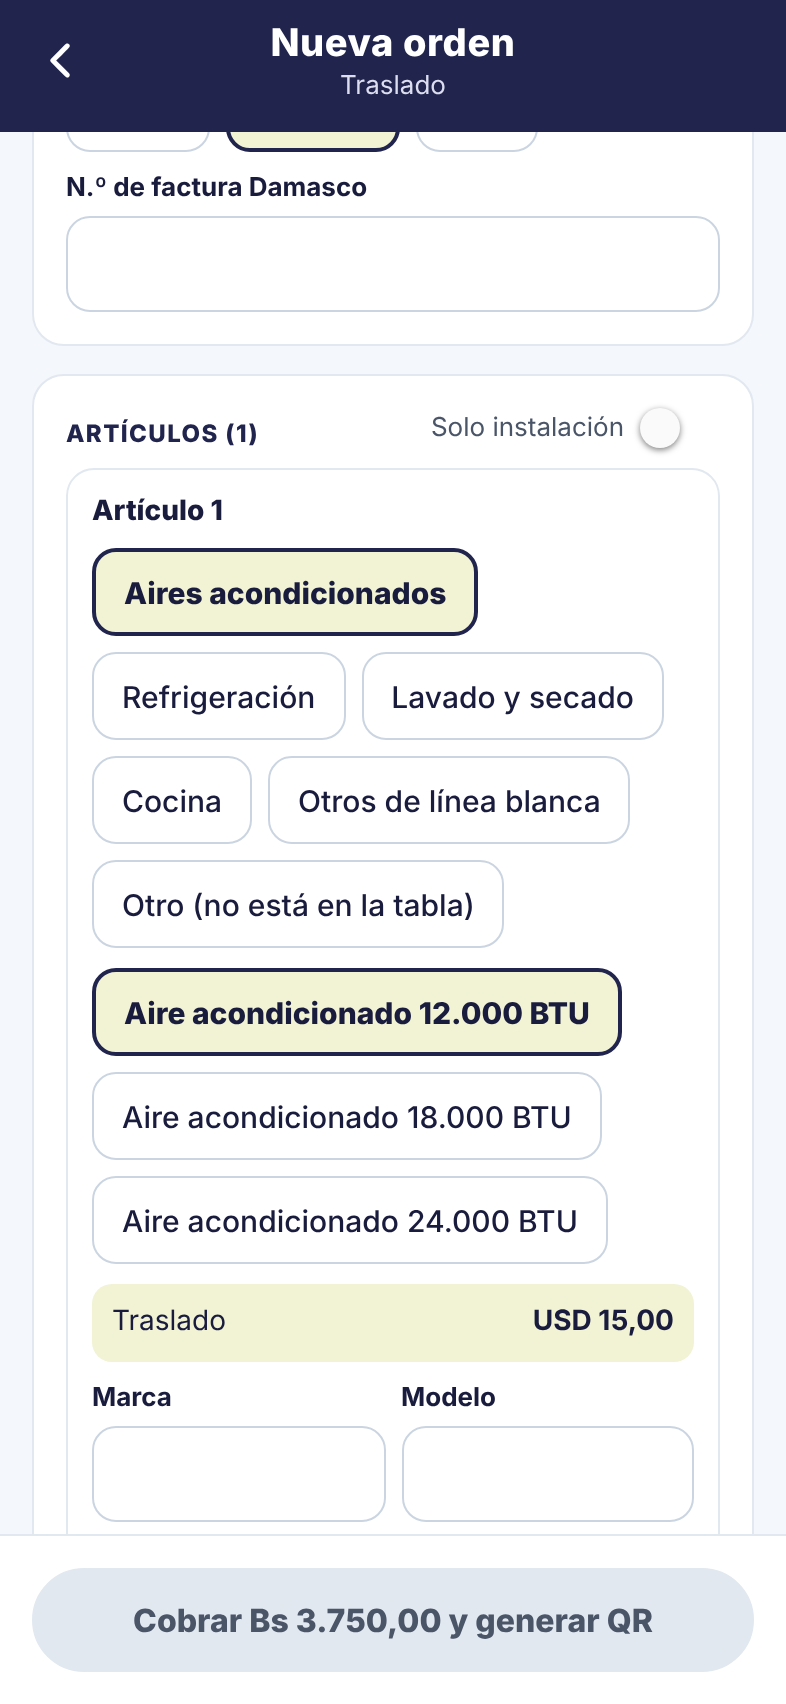 Nueva orden
Traslado
N.º de factura Damasco
ARTÍCULOS (1)
Solo instalación
Artículo 1
Aires acondicionados
Refrigeración
Lavado y secado
Cocina
Otros de línea blanca
Otro (no está en la tabla)
Aire acondicionado 12.000 BTU
Aire acondicionado 18.000 BTU
Aire acondicionado 24.000 BTU
Traslado
USD 15,00
Marca
Modelo
Cobrar Bs 3.750,00 y generar QR